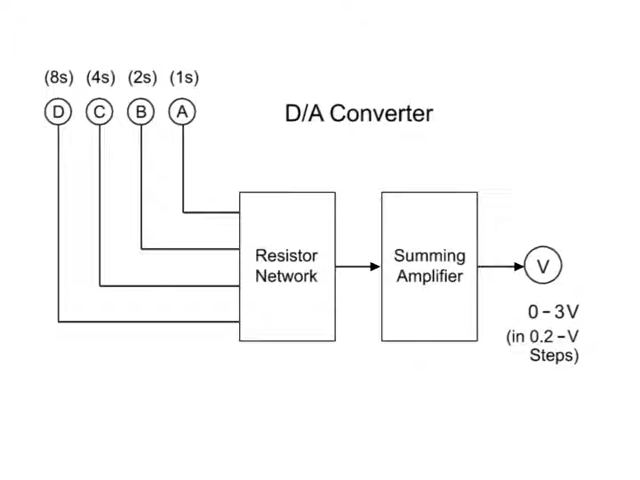 (8s) (4s) (2s) (1s)
D C B A
D/A Converter
Resistor
Network
Summing
Amplifier
V
0–3V
(in 0.2–V
Steps)